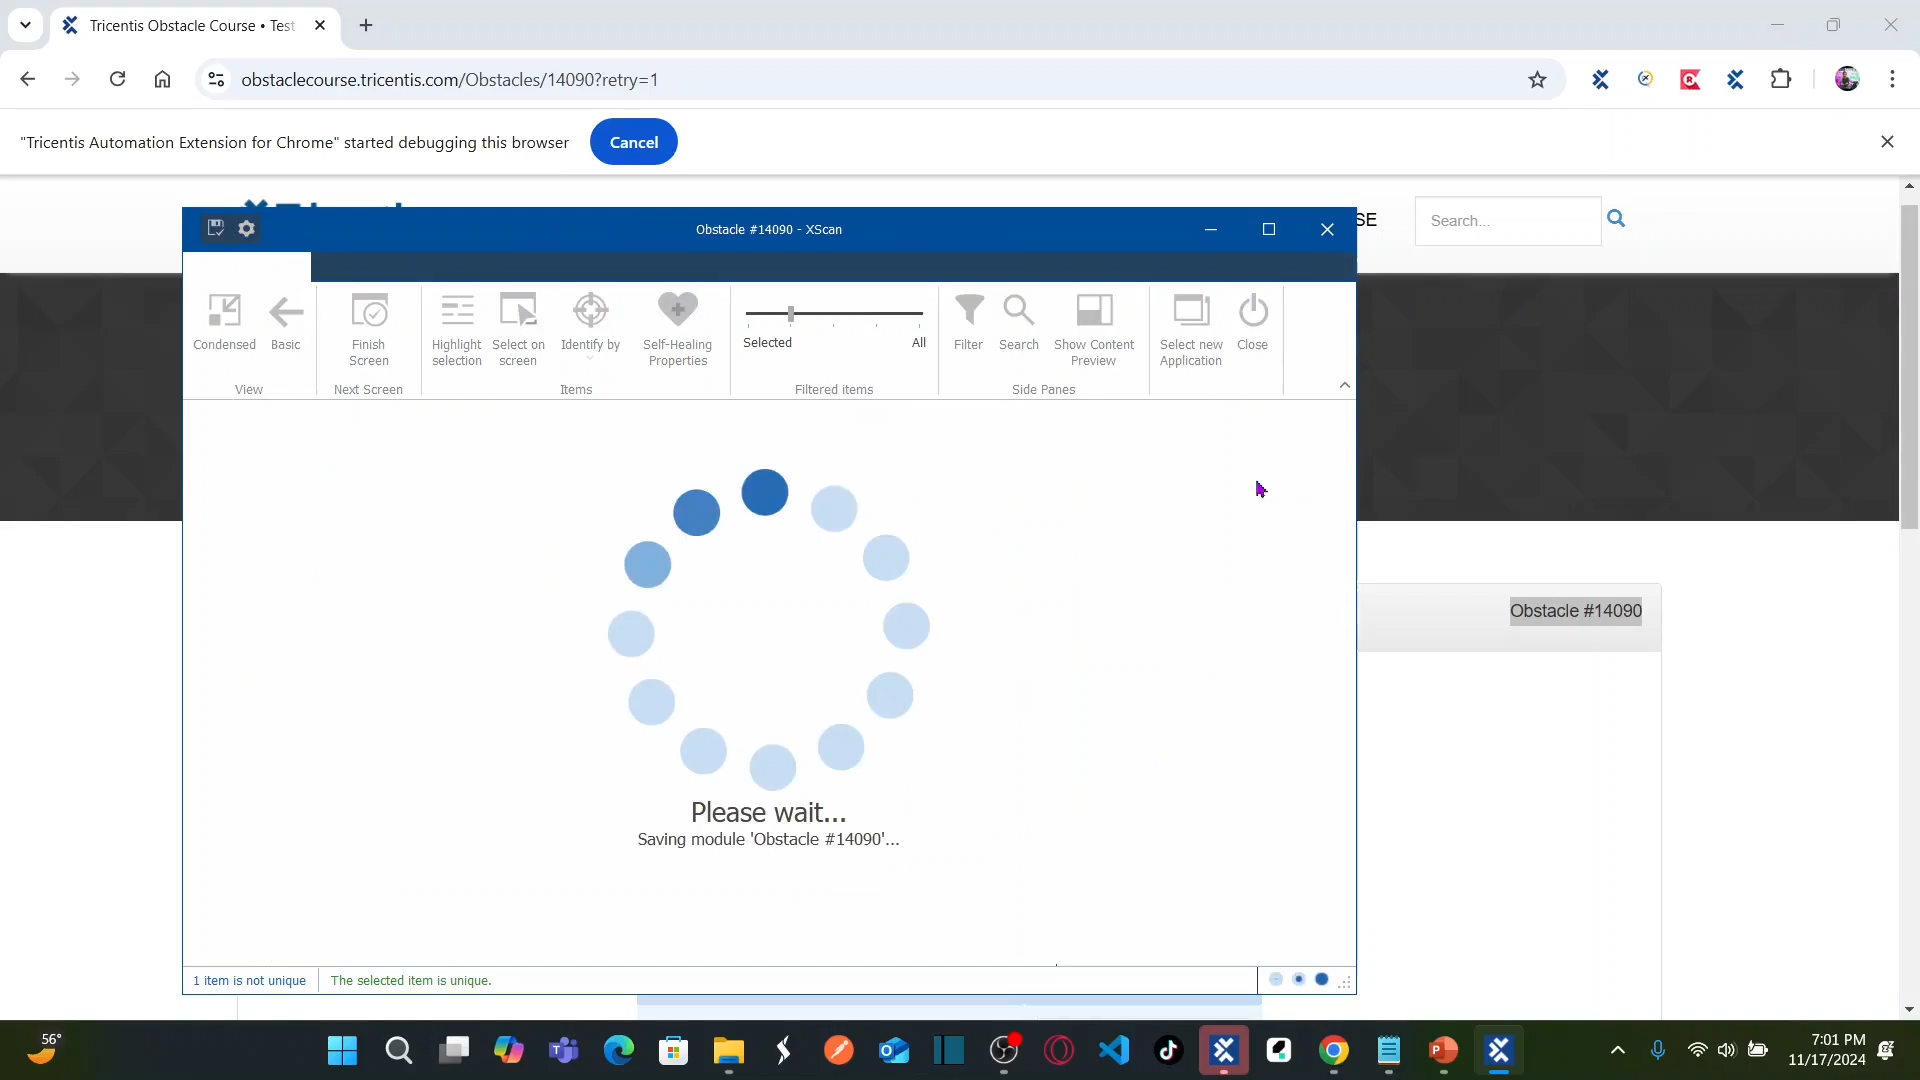 Tricentis Obstacle Course • Test
obstaclecourse.tricentis.com/Obstacles/14090?retry=1
"Tricentis Automation Extension for Chrome" started debugging this browser
Cancel
SE
Search...
Obstacle #14090 - XScan
Condensed
Basic
View
Finish
Screen
Next Screen
Highlight
selection
Select on
screen
Identify by
Self-Healing
Properties
Items
Selected
All
Filtered items
Filter
Search
Show Content
Preview
Side Panes
Select new
Application
Close
Obstacle #14090
Please wait...
Saving module 'Obstacle #14090'...
1 item is not unique
The selected item is unique.
56°
7:01 PM
11/17/2024